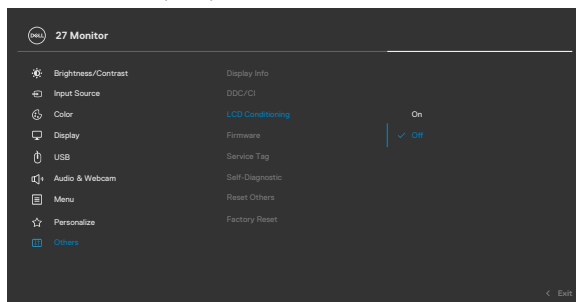 DELL 27 Monitor
Brightness/Contrast Display Info
Input Source DDC/CI
Color LCD Conditioning On
Display Firmware Off
USB Service Tag
Audio & Webcam Self-Diagnostic
Menu Reset Others
Personalize Factory Reset
Others
Exit